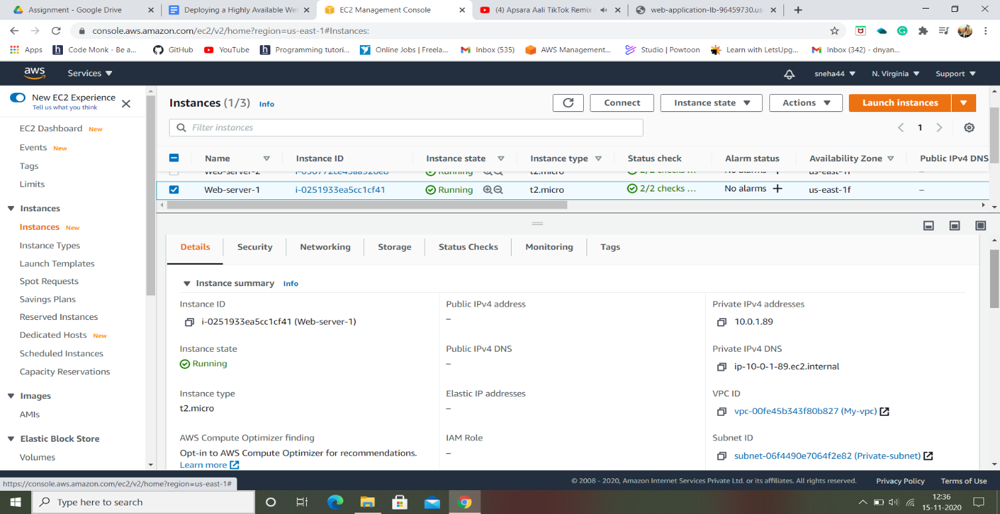 Assignment - Google Drive
Deploying a Highly Available We
EC2 Management Console
(4) Apsara Aali TikTok Remix
web-application-lb-96459730.us-
console.aws.amazon.com/ec2/v2/home?region=us-east-1#Instances:
Apps
Code Monk - Be a...
GitHub
YouTube
Programming tutori...
Online Jobs | Freela...
Inbox (535)
AWS Management...
Studio | Powtoon
Learn with LetsUpg...
Inbox (342) - dnyan...
aws
Services
sneha44
N. Virginia
Support
New EC2 Experience
Tell us what you think
EC2 Dashboard New
Events New
Tags
Limits
Instances
Instances New
Instance Types
Launch Templates
Spot Requests
Savings Plans
Reserved Instances
Dedicated Hosts New
Scheduled Instances
Capacity Reservations
Images
AMIs
Elastic Block Store
Volumes
Instances (1/3) Info
Connect
Instance state
Actions
Launch instances
Filter instances
1
Name
Instance ID
Instance state
Instance type
Status check
Alarm status
Availability Zone
Public IPv4 DNS
Web-server-2
Running
t2.micro
2/2 checks ...
No alarms +
us-east-1f
–
Web-server-1
i-0251933ea5cc1cf41
Running
t2.micro
2/2 checks ...
No alarms +
us-east-1f
–
Details
Security
Networking
Storage
Status Checks
Monitoring
Tags
Instance summary Info
Instance ID
i-0251933ea5cc1cf41 (Web-server-1)
Public IPv4 address
–
Private IPv4 addresses
10.0.1.89
Instance state
Running
Public IPv4 DNS
–
Private IPv4 DNS
ip-10-0-1-89.ec2.internal
Instance type
t2.micro
Elastic IP addresses
–
VPC ID
vpc-00fe45b343f80b827 (My-vpc)
AWS Compute Optimizer finding
Opt-in to AWS Compute Optimizer for recommendations.
Learn more
IAM Role
–
Subnet ID
subnet-06f4490e7064f2e82 (Private-subnet)
© 2008 - 2020, Amazon Internet Services Private Ltd. or its affiliates. All rights reserved.
Privacy Policy
Terms of Use
https://console.aws.amazon.com/ec2/v2/home?region=us-east-1#
Type here to search
12:36
15-11-2020